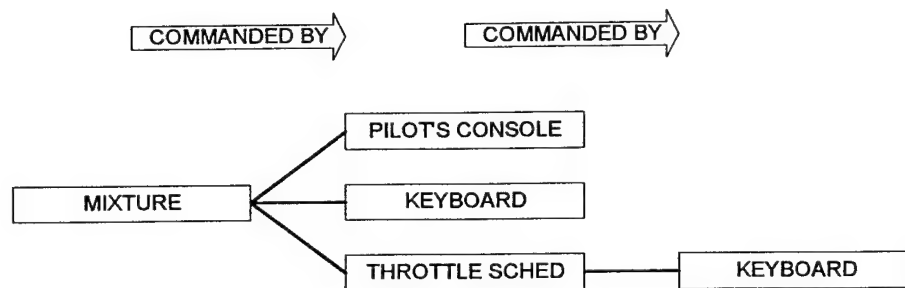 COMMANDED BY
COMMANDED BY
PILOT'S CONSOLE
MIXTURE
KEYBOARD
THROTTLE SCHED
KEYBOARD